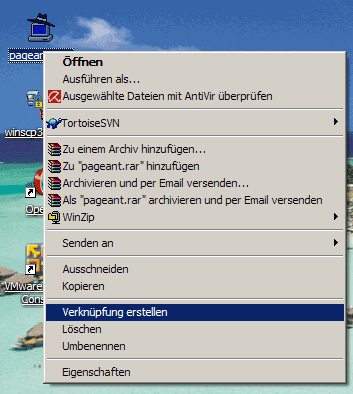 pageant
Öffnen
Ausführen als...
Ausgewählte Dateien mit AntiVir überprüfen
winscp3
TortoiseSVN
Zu einem Archiv hinzufügen...
Zu "pageant.rar" hinzufügen
Archivieren und per Email versenden...
Als "pageant.rar" archivieren und per Email versenden
Ope
WinZip
Senden an
Ausschneiden
Kopieren
VMware
Cons
Verknüpfung erstellen
Löschen
Umbenennen
Eigenschaften